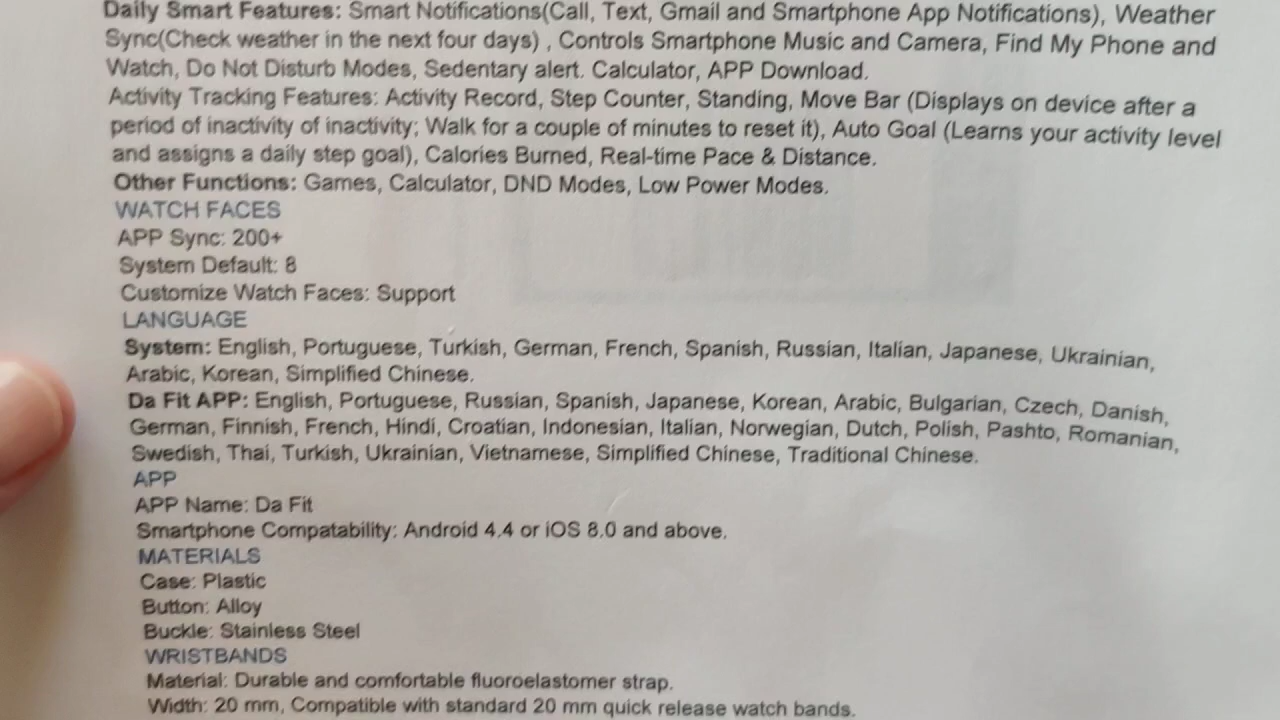 Daily Smart Features: Smart Notifications(Call, Text, Gmail and Smartphone App Notifications), Weather
Sync(Check weather in the next four days) , Controls Smartphone Music and Camera, Find My Phone and
Watch, Do Not Disturb Modes, Sedentary alert. Calculator, APP Download.
Activity Tracking Features: Activity Record, Step Counter, Standing, Move Bar (Displays on device after a
period of inactivity of inactivity; Walk for a couple of minutes to reset it), Auto Goal (Learns your activity level
and assigns a daily step goal), Calories Burned, Real-time Pace & Distance.
Other Functions: Games, Calculator, DND Modes, Low Power Modes.
WATCH FACES
APP Sync: 200+
System Default: 8
Customize Watch Faces: Support
LANGUAGE
System: English, Portuguese, Turkish, German, French, Spanish, Russian, Italian, Japanese, Ukrainian,
Arabic, Korean, Simplified Chinese.
Da Fit APP: English, Portuguese, Russian, Spanish, Japanese, Korean, Arabic, Bulgarian, Czech, Danish,
German, Finnish, French, Hindi, Croatian, Indonesian, Italian, Norwegian, Dutch, Polish, Pashto, Romanian,
Swedish, Thai, Turkish, Ukrainian, Vietnamese, Simplified Chinese, Traditional Chinese.
APP
APP Name: Da Fit
Smartphone Compatability: Android 4.4 or iOS 8.0 and above.
MATERIALS
Case: Plastic
Button: Alloy
Buckle: Stainless Steel
WRISTBANDS
Material: Durable and comfortable fluoroelastomer strap.
Width: 20 mm, Compatible with standard 20 mm quick release watch bands.